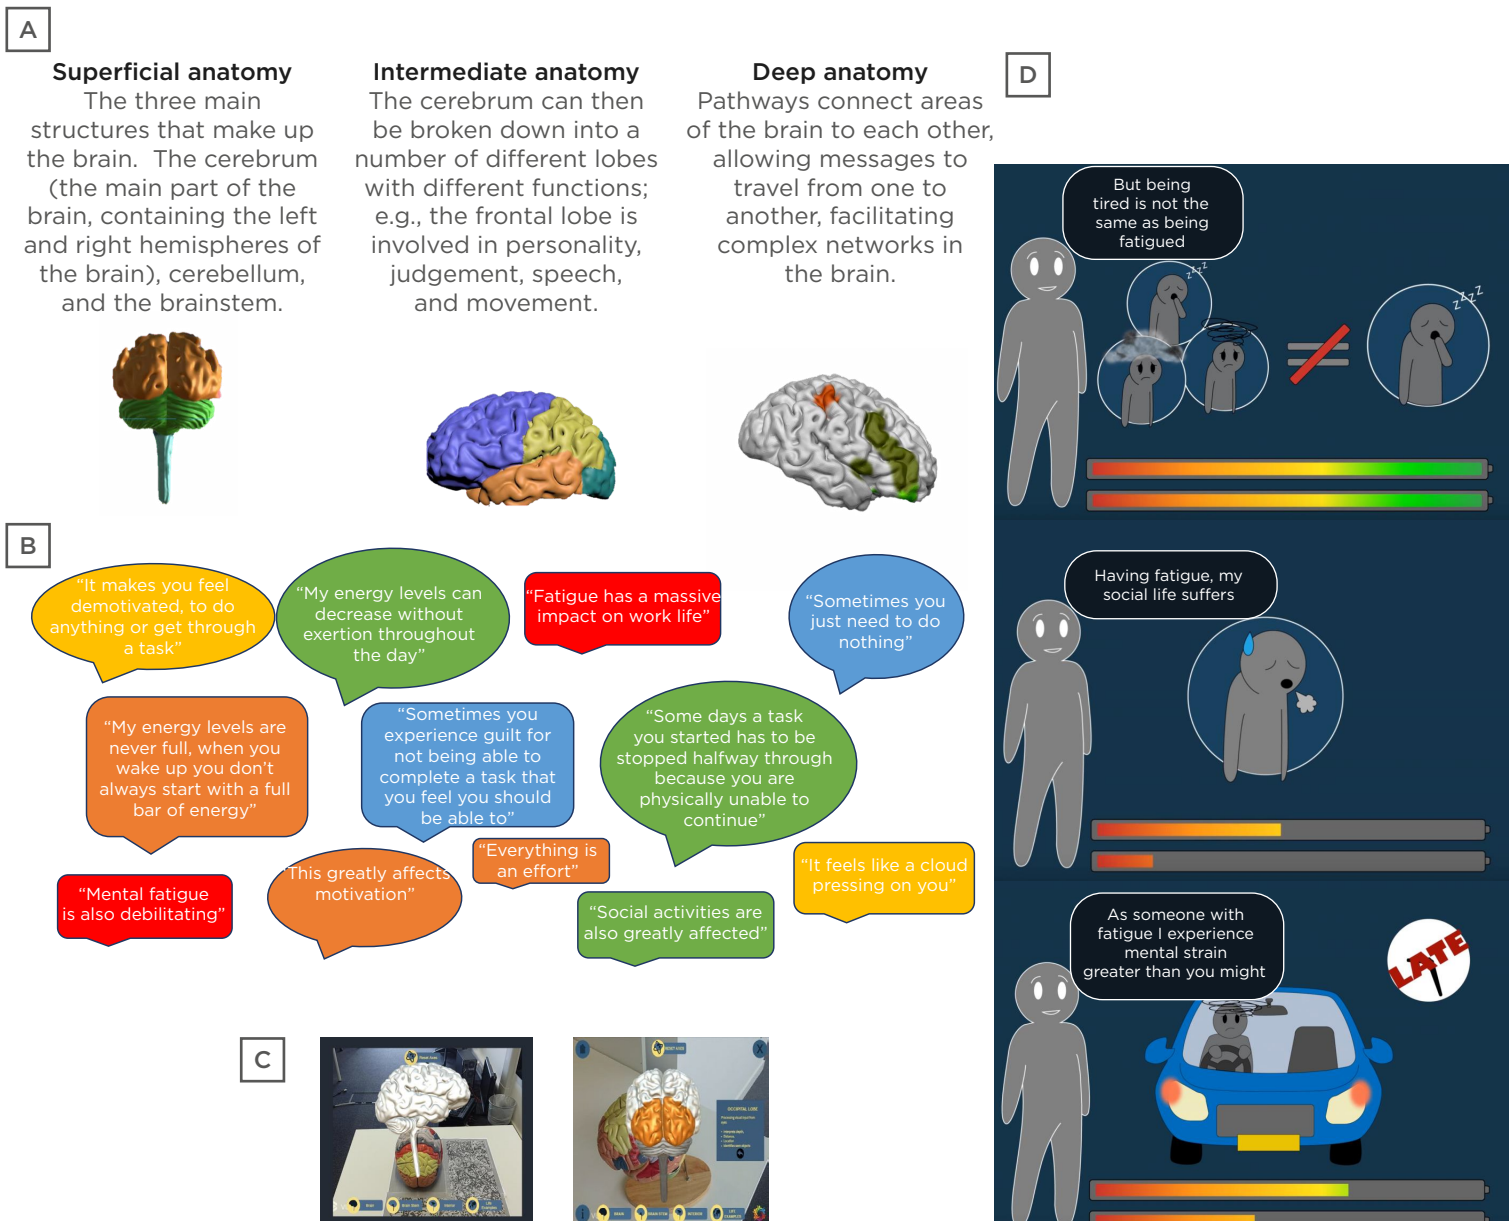 A
Superficial anatomy
The three main
structures that make up
the brain. The cerebrum
(the main part of the
brain, containing the left
and right hemispheres of
the brain), cerebellum,
and the brainstem.
Intermediate anatomy
The cerebrum can then
be broken down into a
number of different lobes
with different functions;
e.g., the frontal lobe is
involved in personality,
judgement, speech,
and movement.
Deep anatomy
Pathways connect areas
of the brain to each other,
allowing messages to
travel from one to
another, facilitating
complex networks in
the brain.
B
“It makes you feel
demotivated, to do
anything or get through
a task”
“My energy levels can
decrease without
exertion throughout
the day”
“Fatigue has a massive
impact on work life”
“Sometimes you
just need to do
nothing”
“My energy levels are
never full, when you
wake up you don’t
always start with a full
bar of energy”
“Sometimes you
experience guilt for
not being able to
complete a task that
you feel you should
be able to”
“Some days a task
you started has to be
stopped halfway through
because you are
physically unable to
continue”
“Mental fatigue
is also debilitating”
“This greatly affects
motivation”
“Everything is
an effort”
“Social activities are
also greatly affected”
“It feels like a cloud
pressing on you”
C
OCCIPITAL LOBE
BRAIN
BRAIN STEM
LIFE
EXAMPLES
D
But being
tired is not the
same as being
fatigued
zzzz
zzzz
Having fatigue, my
social life suffers
As someone with
fatigue I experience
mental strain
greater than you might
LATE